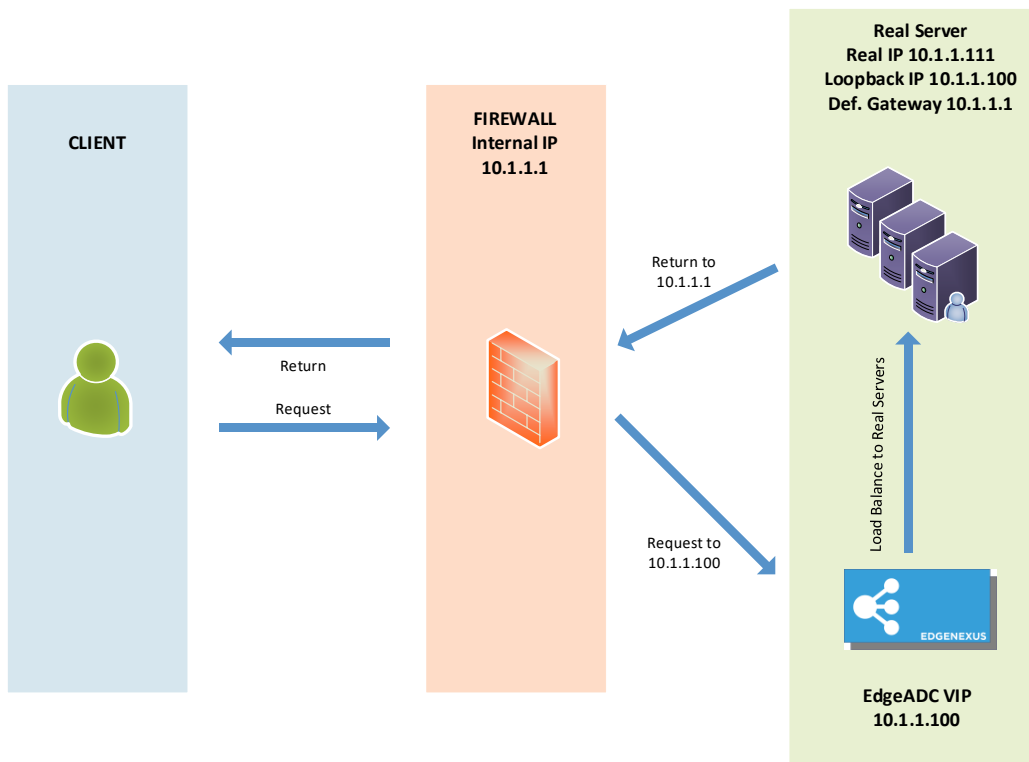 CLIENT
FIREWALL
Internal IP
10.1.1.1
Real Server
Real IP 10.1.1.111
Loopback IP 10.1.1.100
Def. Gateway 10.1.1.1
Return to
10.1.1.1
Return
Request
Request to
10.1.1.100
Load Balance to Real Servers
EDGENEXUS
EdgeADC VIP
10.1.1.100